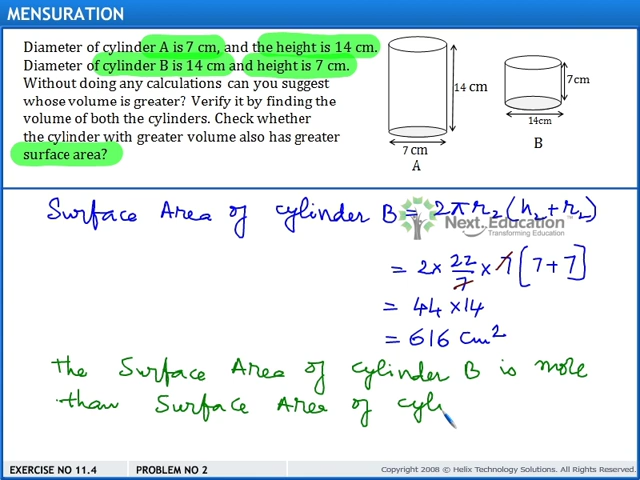 MENSURATION
Diameter of cylinder A is 7 cm, and the height is 14 cm.
Diameter of cylinder B is 14 cm and height is 7 cm.
Without doing any calculations can you suggest
whose volume is greater? Verify it by finding the
volume of both the cylinders. Check whether
the cylinder with greater volume also has greater
surface area?
14 cm
7 cm
A
7cm
14cm
B
Surface Area of cylinder B = 2πr₂(h₂+r₂)
Next Education
Transforming Education
= 2 × 22/7 × 7 [7 + 7]
= 44 × 14
= 616 cm²
The Surface Area of cylinder B is more
than Surface Area of cyli
EXERCISE NO 11.4
PROBLEM NO 2
Copyright 2008 © Helix Technology Solutions. All Rights Reserved.